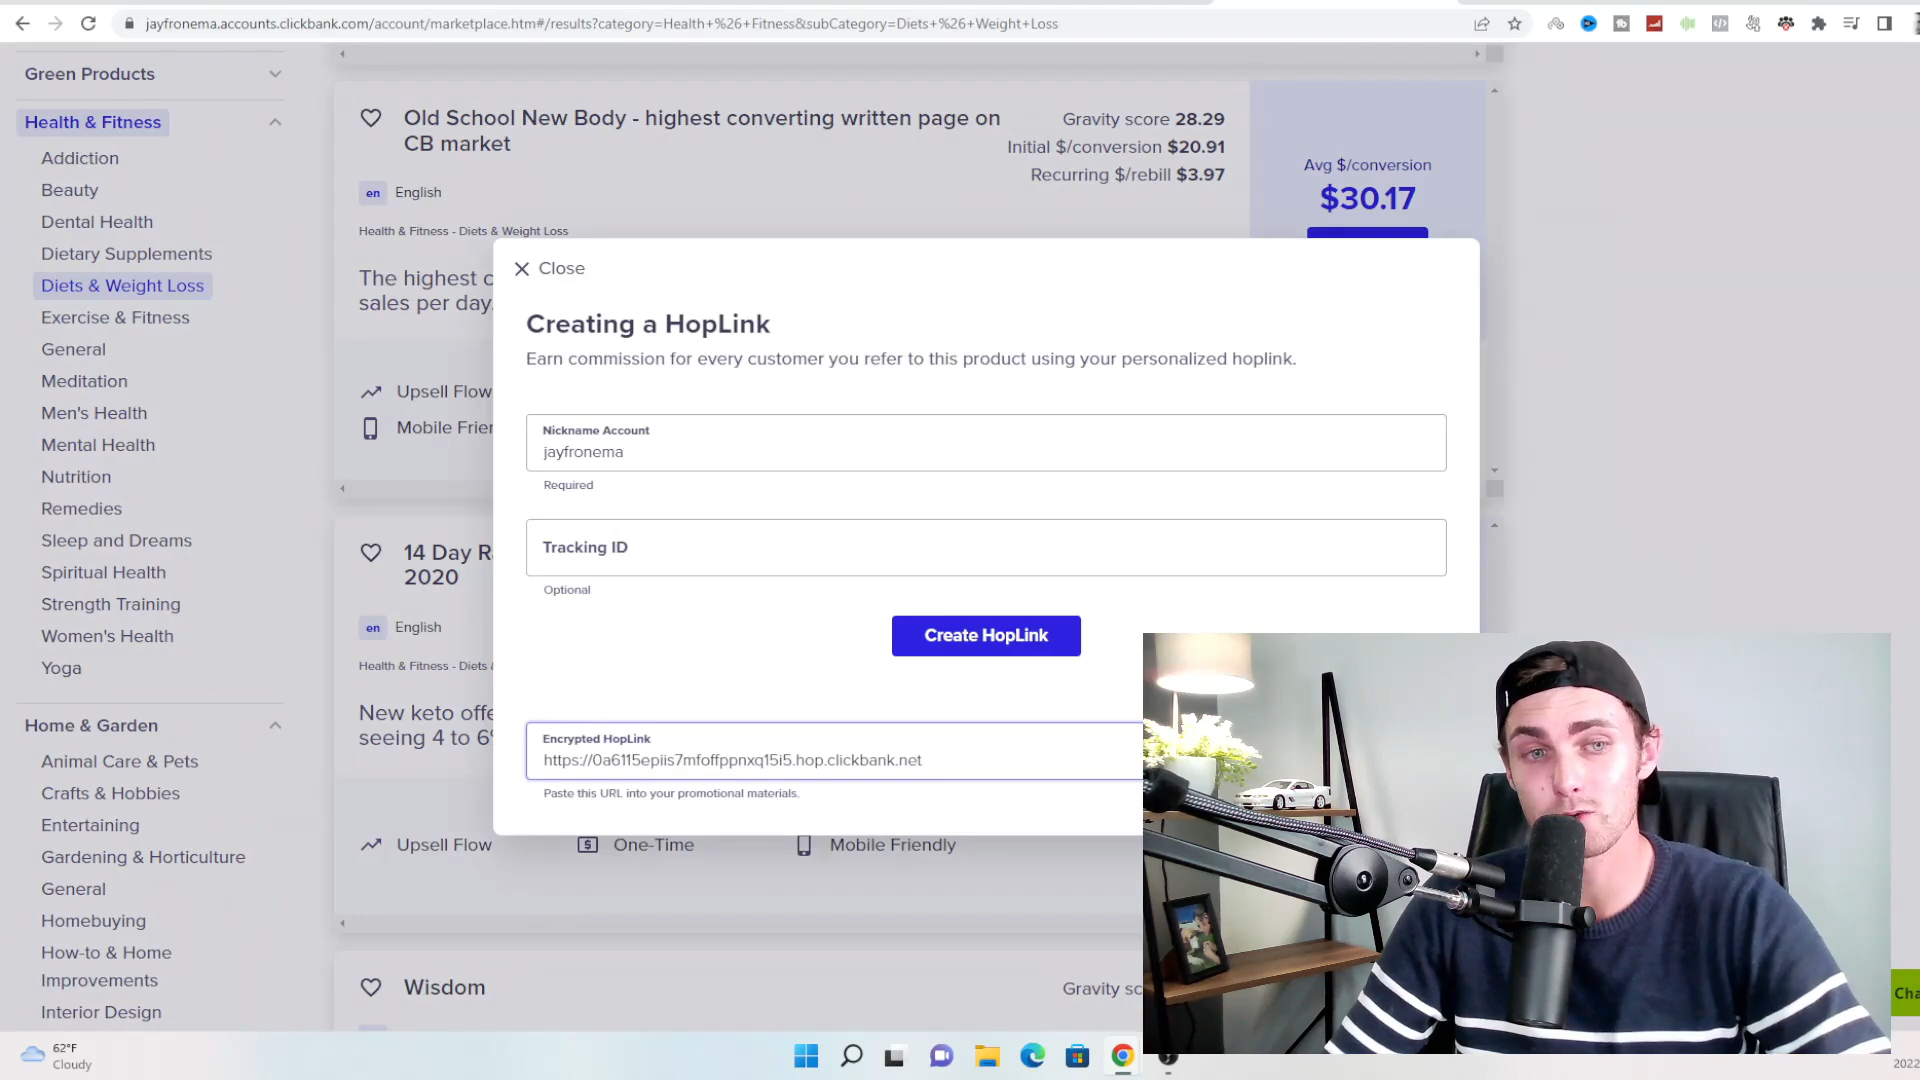 jayfronema.accounts.clickbank.com/account/marketplace.htm#/results?category=Health+%26+Fitness&subCategory=Diets+%26+Weight+Loss
Green Products
Health & Fitness
Addiction
Beauty
Dental Health
Dietary Supplements
Diets & Weight Loss
Exercise & Fitness
General
Meditation
Men's Health
Mental Health
Nutrition
Remedies
Sleep and Dreams
Spiritual Health
Strength Training
Women's Health
Yoga
Home & Garden
Animal Care & Pets
Crafts & Hobbies
Entertaining
Gardening & Horticulture
General
Homebuying
How-to & Home
Improvements
Interior Design
Old School New Body - highest converting written page on
CB market
Gravity score 28.29
Initial $/conversion $20.91
Recurring $/rebill $3.97
Avg $/conversion
$30.17
en English
Health & Fitness - Diets & Weight Loss
The highest c
sales per day.
Upsell Flow
Mobile Frier
Close
Creating a HopLink
Earn commission for every customer you refer to this product using your personalized hoplink.
Nickname Account
jayfronema
Required
Tracking ID
Optional
Create HopLink
Encrypted HopLink
https://0a6115epiis7mfoffppnxq15i5.hop.clickbank.net
Paste this URL into your promotional materials.
14 Day Ra
2020
en English
Health & Fitness - Diets &
New keto offe
seeing 4 to 6%
Upsell Flow
One-Time
Mobile Friendly
Wisdom
Gravity sc
Cha
62°F
Cloudy
2022